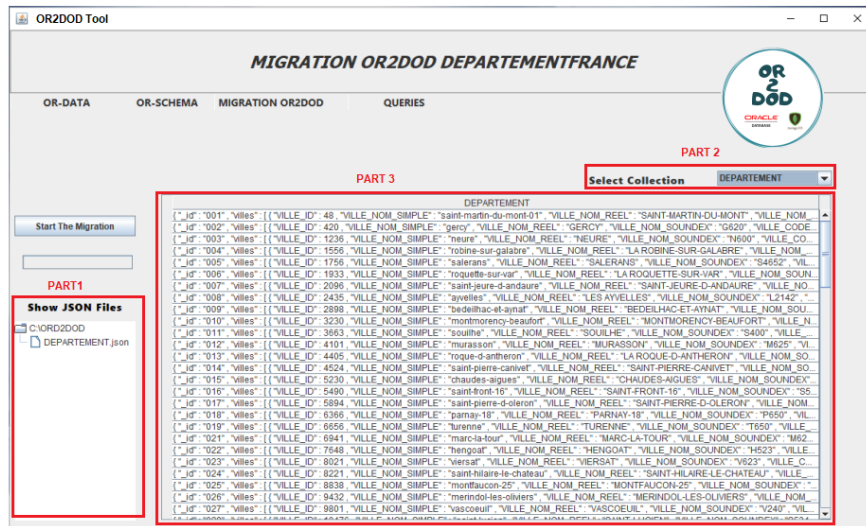 OR2DOD Tool
MIGRATION OR2DOD DEPARTEMENTFRANCE
OR
2
DOD
ORACLE
DATABASE
OR-DATA OR-SCHEMA MIGRATION OR2DOD QUERIES
PART 2
Select Collection DEPARTEMENT
PART 3
Start The Migration
PART1
Show JSON Files
C:\ORD2DOD
DEPARTEMENT.json
DEPARTEMENT
{ "_id" : "001" , "villes" : [ { "VILLE_ID" : 48 , "VILLE_NOM_SIMPLE" : "saint-martin-du-mont-01" , "VILLE_NOM_REEL" : "SAINT-MARTIN-DU-MONT" , "VILLE_NOM_...
{ "_id" : "002" , "villes" : [ { "VILLE_ID" : 420 , "VILLE_NOM_SIMPLE" : "gercy" , "VILLE_NOM_REEL" : "GERCY" , "VILLE_NOM_SOUNDEX" : "G620" , "VILLE_CODE...
{ "_id" : "003" , "villes" : [ { "VILLE_ID" : 1236 , "VILLE_NOM_SIMPLE" : "neure" , "VILLE_NOM_REEL" : "NEURE" , "VILLE_NOM_SOUNDEX" : "N600" , "VILLE_CO...
{ "_id" : "004" , "villes" : [ { "VILLE_ID" : 1556 , "VILLE_NOM_SIMPLE" : "robine-sur-galabre" , "VILLE_NOM_REEL" : "LA ROBINE-SUR-GALABRE" , "VILLE_NOM_...
{ "_id" : "005" , "villes" : [ { "VILLE_ID" : 1756 , "VILLE_NOM_SIMPLE" : "salerans" , "VILLE_NOM_REEL" : "SALERANS" , "VILLE_NOM_SOUNDEX" : "S4652" , "VIL...
{ "_id" : "006" , "villes" : [ { "VILLE_ID" : 1933 , "VILLE_NOM_SIMPLE" : "roquette-sur-var" , "VILLE_NOM_REEL" : "LA ROQUETTE-SUR-VAR" , "VILLE_NOM_SOUN...
{ "_id" : "007" , "villes" : [ { "VILLE_ID" : 2096 , "VILLE_NOM_SIMPLE" : "saint-jeure-d-andaure" , "VILLE_NOM_REEL" : "SAINT-JEURE-D-ANDAURE" , "VILLE_NO...
{ "_id" : "008" , "villes" : [ { "VILLE_ID" : 2435 , "VILLE_NOM_SIMPLE" : "ayvelles" , "VILLE_NOM_REEL" : "LES AYVELLES" , "VILLE_NOM_SOUNDEX" : "L2142" , "...
{ "_id" : "009" , "villes" : [ { "VILLE_ID" : 2898 , "VILLE_NOM_SIMPLE" : "bedeilhac-et-aynat" , "VILLE_NOM_REEL" : "BEDEILHAC-ET-AYNAT" , "VILLE_NOM_SOU...
{ "_id" : "010" , "villes" : [ { "VILLE_ID" : 3230 , "VILLE_NOM_SIMPLE" : "montmorency-beaufort" , "VILLE_NOM_REEL" : "MONTMORENCY-BEAUFORT" , "VILLE_N...
{ "_id" : "011" , "villes" : [ { "VILLE_ID" : 3663 , "VILLE_NOM_SIMPLE" : "souilhe" , "VILLE_NOM_REEL" : "SOUILHE" , "VILLE_NOM_SOUNDEX" : "S400" , "VILLE_...
{ "_id" : "012" , "villes" : [ { "VILLE_ID" : 4101 , "VILLE_NOM_SIMPLE" : "murasson" , "VILLE_NOM_REEL" : "MURASSON" , "VILLE_NOM_SOUNDEX" : "M625" , "VI...
{ "_id" : "013" , "villes" : [ { "VILLE_ID" : 4405 , "VILLE_NOM_SIMPLE" : "roque-d-antheron" , "VILLE_NOM_REEL" : "LA ROQUE-D-ANTHERON" , "VILLE_NOM_SO...
{ "_id" : "014" , "villes" : [ { "VILLE_ID" : 4524 , "VILLE_NOM_SIMPLE" : "saint-pierre-canivet" , "VILLE_NOM_REEL" : "SAINT-PIERRE-CANIVET" , "VILLE_NOM_SO...
{ "_id" : "015" , "villes" : [ { "VILLE_ID" : 5230 , "VILLE_NOM_SIMPLE" : "chaudes-aigues" , "VILLE_NOM_REEL" : "CHAUDES-AIGUES" , "VILLE_NOM_SOUNDEX"...
{ "_id" : "016" , "villes" : [ { "VILLE_ID" : 5490 , "VILLE_NOM_SIMPLE" : "saint-front-16" , "VILLE_NOM_REEL" : "SAINT-FRONT-16" , "VILLE_NOM_SOUNDEX" : "S5...
{ "_id" : "017" , "villes" : [ { "VILLE_ID" : 5894 , "VILLE_NOM_SIMPLE" : "saint-pierre-d-oleron" , "VILLE_NOM_REEL" : "SAINT-PIERRE-D-OLERON" , "VILLE_NOM...
{ "_id" : "018" , "villes" : [ { "VILLE_ID" : 6366 , "VILLE_NOM_SIMPLE" : "parnay-18" , "VILLE_NOM_REEL" : "PARNAY-18" , "VILLE_NOM_SOUNDEX" : "P650" , "VIL...
{ "_id" : "019" , "villes" : [ { "VILLE_ID" : 6656 , "VILLE_NOM_SIMPLE" : "turenne" , "VILLE_NOM_REEL" : "TURENNE" , "VILLE_NOM_SOUNDEX" : "T650" , "VILLE_...
{ "_id" : "021" , "villes" : [ { "VILLE_ID" : 6941 , "VILLE_NOM_SIMPLE" : "marc-la-tour" , "VILLE_NOM_REEL" : "MARC-LA-TOUR" , "VILLE_NOM_SOUNDEX" : "M62...
{ "_id" : "022" , "villes" : [ { "VILLE_ID" : 7648 , "VILLE_NOM_SIMPLE" : "hengoat" , "VILLE_NOM_REEL" : "HENGOAT" , "VILLE_NOM_SOUNDEX" : "H523" , "VILLE...
{ "_id" : "023" , "villes" : [ { "VILLE_ID" : 8021 , "VILLE_NOM_SIMPLE" : "viersat" , "VILLE_NOM_REEL" : "VIERSAT" , "VILLE_NOM_SOUNDEX" : "V623" , "VILLE_C...
{ "_id" : "024" , "villes" : [ { "VILLE_ID" : 8221 , "VILLE_NOM_SIMPLE" : "saint-hilaire-le-chateau" , "VILLE_NOM_REEL" : "SAINT-HILAIRE-LE-CHATEAU" , "VILLE_...
{ "_id" : "025" , "villes" : [ { "VILLE_ID" : 8838 , "VILLE_NOM_SIMPLE" : "montfaucon-25" , "VILLE_NOM_REEL" : "MONTFAUCON-25" , "VILLE_NOM_SOUNDEX" : "...
{ "_id" : "026" , "villes" : [ { "VILLE_ID" : 9432 , "VILLE_NOM_SIMPLE" : "merindol-les-oliviers" , "VILLE_NOM_REEL" : "MERINDOL-LES-OLIVIERS" , "VILLE_NOM_...
{ "_id" : "027" , "villes" : [ { "VILLE_ID" : 9801 , "VILLE_NOM_SIMPLE" : "vascoeuil" , "VILLE_NOM_REEL" : "VASCOEUIL" , "VILLE_NOM_SOUNDEX" : "V240" , "VIL...